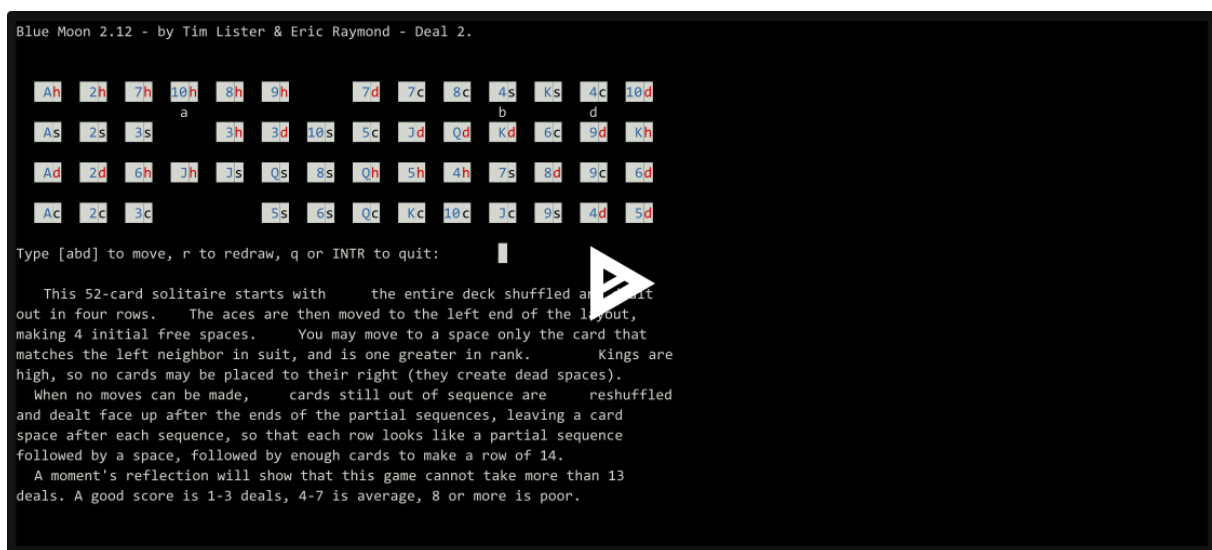 Blue Moon 2.12 - by Tim Lister & Eric Raymond - Deal 2.
Ah 2h 7h 10h 8h 9h 7d 7c 8c 4s Ks 4c 10d
a b d
As 2s 3s 3h 3d 10s 5c Jd Qd Kd 6c 9d Kh
Ad 2d 6h Jh Js Qs 8s Qh 5h 4h 7s 8d 9c 6d
Ac 2c 3c 5s 6s Qc Kc 10c Jc 9s 4d 5d
Type [abd] to move, r to redraw, q or INTR to quit:
This 52-card solitaire starts with the entire deck shuffled
out in four rows. The aces are then moved to the left end of the layout,
making 4 initial free spaces. You may move to a space only the card that
matches the left neighbor in suit, and is one greater in rank. Kings are
high, so no cards may be placed to their right (they create dead spaces).
When no moves can be made, cards still out of sequence are reshuffled
and dealt face up after the ends of the partial sequences, leaving a card
space after each sequence, so that each row looks like a partial sequence
followed by a space, followed by enough cards to make a row of 14.
A moment's reflection will show that this game cannot take more than 13
deals. A good score is 1-3 deals, 4-7 is average, 8 or more is poor.